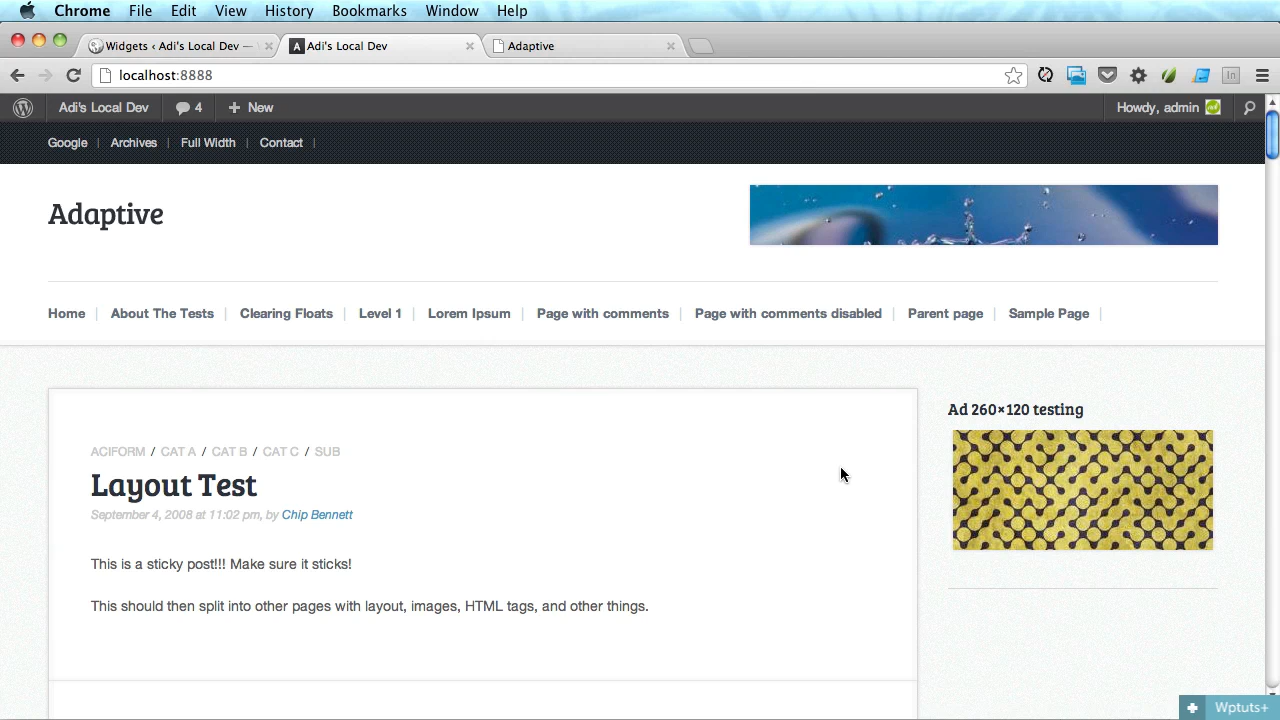 Chrome File Edit View History Bookmarks Window Help
Widgets ‹ Adi's Local Dev — Adi's Local Dev Adaptive
localhost:8888
Adi's Local Dev 4 New Howdy, admin
Google Archives Full Width Contact
Adaptive
Home About The Tests Clearing Floats Level 1 Lorem Ipsum Page with comments Page with comments disabled Parent page Sample Page
ACIFORM / CAT A / CAT B / CAT C / SUB
Layout Test
September 4, 2008 at 11:02 pm, by Chip Bennett
This is a sticky post!!! Make sure it sticks!
This should then split into other pages with layout, images, HTML tags, and other things.
Ad 260×120 testing
Wptuts+